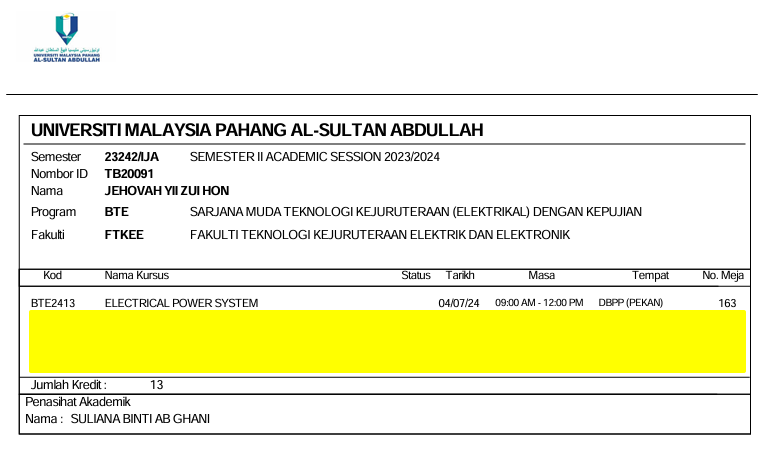 UNIVERSITI MALAYSIA PAHANG
AL-SULTAN ABDULLAH
UNIVERSITI MALAYSIA PAHANG AL-SULTAN ABDULLAH
Semester 23242/IJA SEMESTER II ACADEMIC SESSION 2023/2024
Nombor ID TB20091
Nama JEHOVAH YII ZUI HON
Program BTE SARJANA MUDA TEKNOLOGI KEJURUTERAAN (ELEKTRIKAL) DENGAN KEPUJIAN
Fakulti FTKEE FAKULTI TEKNOLOGI KEJURUTERAAN ELEKTRIK DAN ELEKTRONIK
Kod Nama Kursus Status Tarikh Masa Tempat No. Meja
BTE2413 ELECTRICAL POWER SYSTEM 04/07/24 09:00 AM - 12:00 PM DBPP (PEKAN) 163
Jumlah Kredit : 13
Penasihat Akademik
Nama : SULIANA BINTI AB GHANI